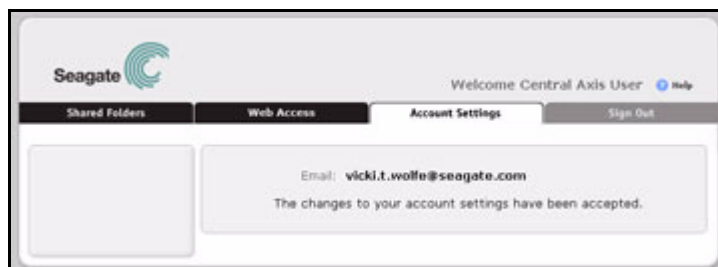 Seagate
Welcome Central Axis User ? Help
Shared Folders Web Access Account Settings Sign Out
Email: vicki.t.wolfe@seagate.com
The changes to your account settings have been accepted.